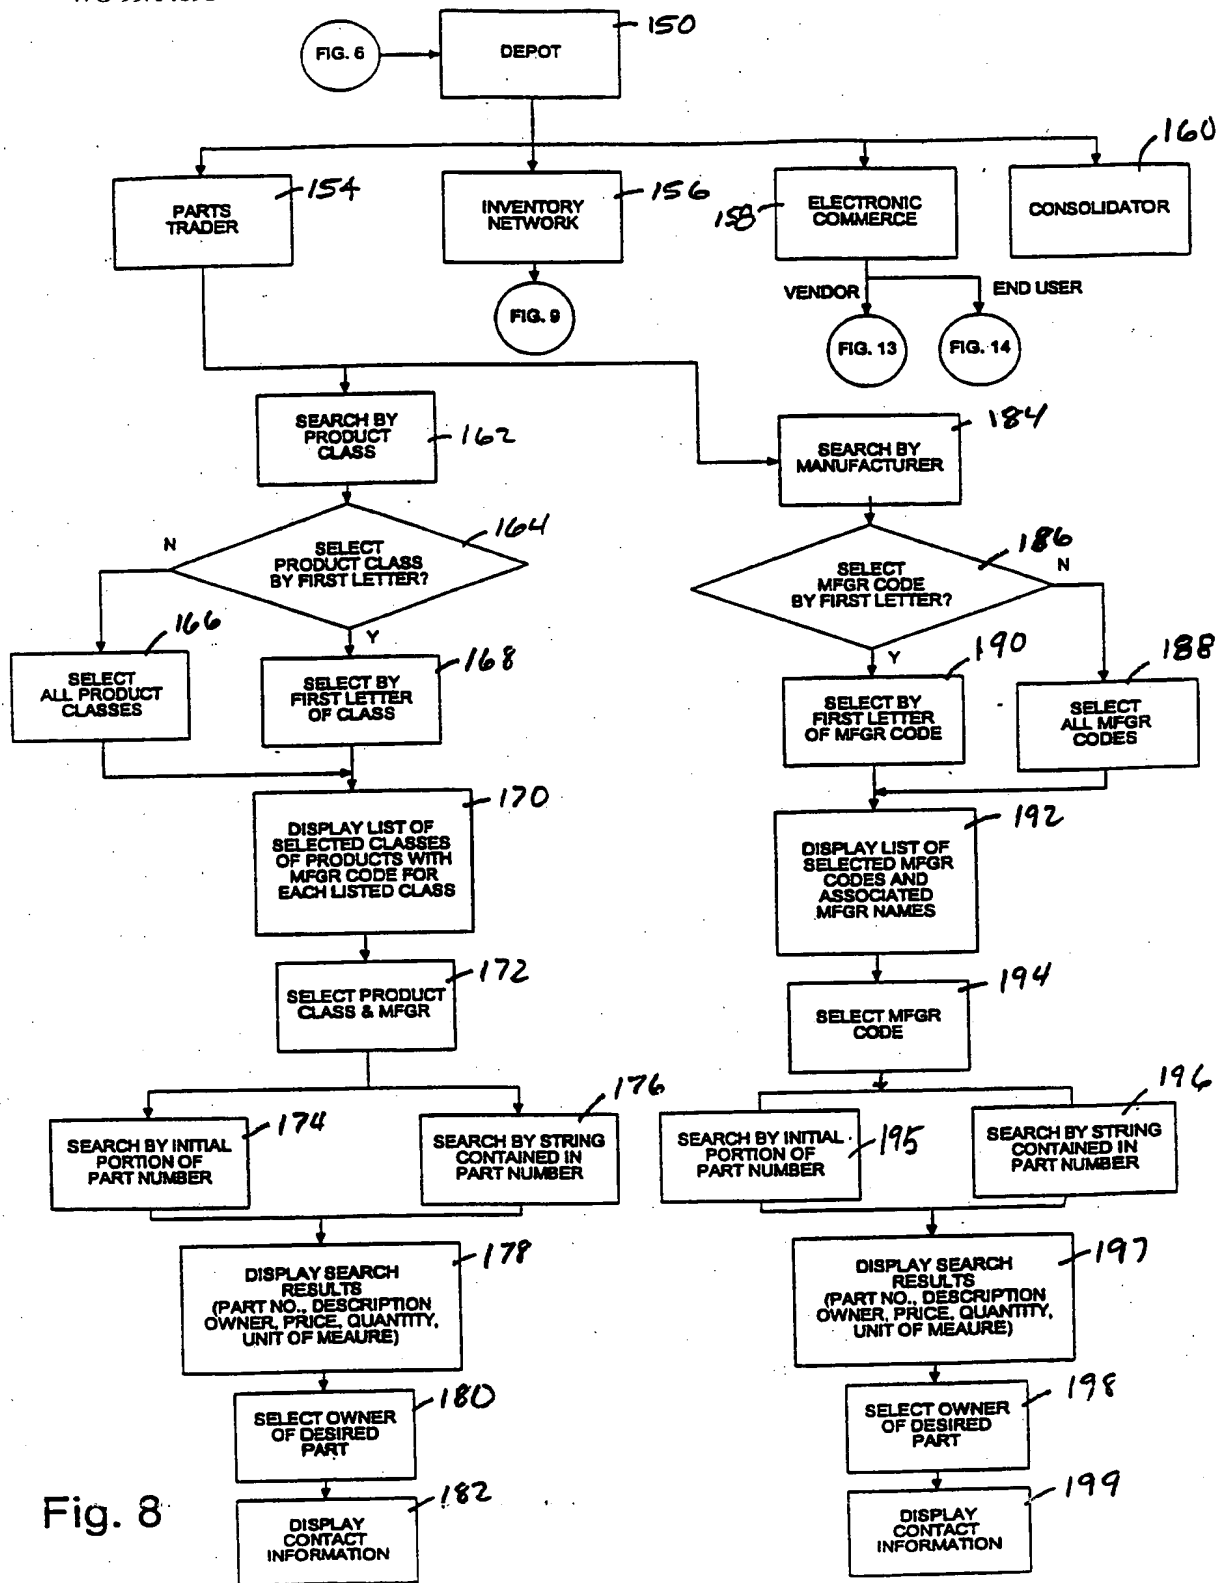 150
FIG. 6
DEPOT
160
154
156
158
PARTS
TRADER
INVENTORY
NETWORK
ELECTRONIC
COMMERCE
CONSOLIDATOR
VENDOR
END USER
FIG. 9
FIG. 13
FIG. 14
SEARCH BY
PRODUCT
CLASS
162
184
SEARCH BY
MANUFACTURER
164
N
SELECT
PRODUCT CLASS
BY FIRST LETTER?
Y
186
N
SELECT
MFGR CODE
BY FIRST LETTER?
Y
166
SELECT
ALL PRODUCT
CLASSES
168
SELECT BY
FIRST LETTER
OF CLASS
190
SELECT BY
FIRST LETTER
OF MFGR CODE
188
SELECT
ALL MFGR
CODES
170
DISPLAY LIST OF
SELECTED CLASSES
OF PRODUCTS WITH
MFGR CODE FOR
EACH LISTED CLASS
192
DISPLAY LIST OF
SELECTED MFGR
CODES AND
ASSOCIATED
MFGR NAMES
172
SELECT PRODUCT
CLASS & MFGR
194
SELECT MFGR
CODE
174
SEARCH BY INITIAL
PORTION OF
PART NUMBER
176
SEARCH BY STRING
CONTAINED IN
PART NUMBER
195
SEARCH BY INITIAL
PORTION OF
PART NUMBER
196
SEARCH BY STRING
CONTAINED IN
PART NUMBER
178
DISPLAY SEARCH
RESULTS
(PART NO., DESCRIPTION
OWNER, PRICE, QUANTITY,
UNIT OF MEAURE)
197
DISPLAY SEARCH
RESULTS
(PART NO., DESCRIPTION
OWNER, PRICE, QUANTITY,
UNIT OF MEAURE)
180
SELECT OWNER
OF DESIRED
PART
198
SELECT OWNER
OF DESIRED
PART
182
DISPLAY
CONTACT
INFORMATION
199
DISPLAY
CONTACT
INFORMATION
Fig. 8